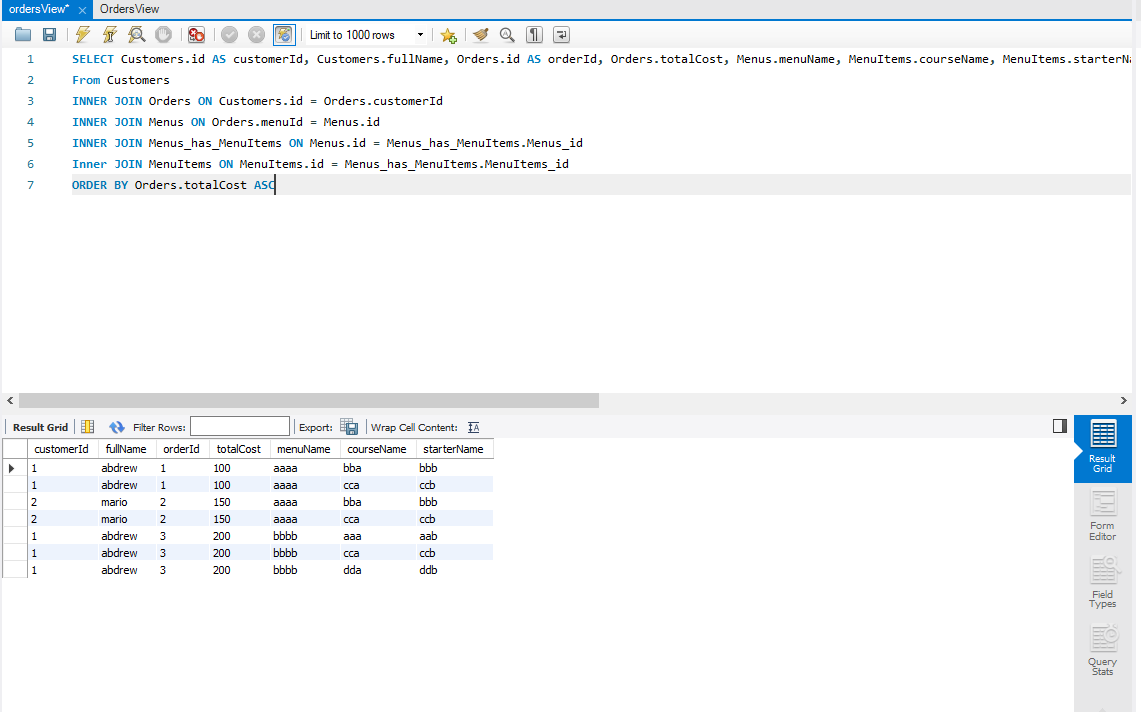 ordersView* × OrdersView
Limit to 1000 rows
1 SELECT Customers.id AS customerId, Customers.fullName, Orders.id AS orderId, Orders.totalCost, Menus.menuName, MenuItems.courseName, MenuItems.starterNa
2 From Customers
3 INNER JOIN Orders ON Customers.id = Orders.customerId
4 INNER JOIN Menus ON Orders.menuId = Menus.id
5 INNER JOIN Menus_has_MenuItems ON Menus.id = Menus_has_MenuItems.Menus_id
6 Inner JOIN MenuItems ON MenuItems.id = Menus_has_MenuItems.MenuItems_id
7 ORDER BY Orders.totalCost ASC
Result Grid Filter Rows: Export: Wrap Cell Content: IA
customerId fullName orderId totalCost menuName courseName starterName
1 abdrew 1 100 aaaa bba bbb
1 abdrew 1 100 aaaa cca ccb
2 mario 2 150 aaaa bba bbb
2 mario 2 150 aaaa cca ccb
1 abdrew 3 200 bbbb aaa aab
1 abdrew 3 200 bbbb cca ccb
1 abdrew 3 200 bbbb dda ddb
Result
Grid
Form
Editor
Field
Types
Query
Stats